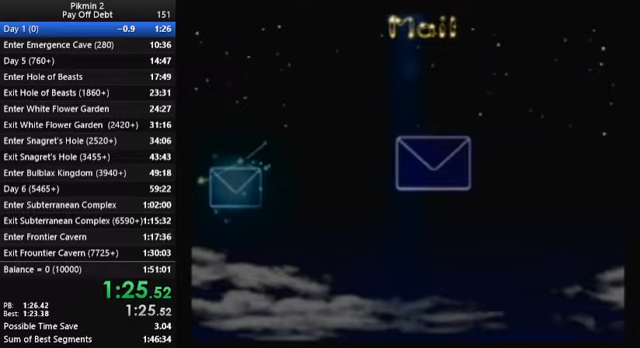 Pikmin 2
Pay Off Debt 151
Day 1 (0) −0.9 1:26
Enter Emergence Cave (280) 10:36
Day 5 (760+) 14:47
Enter Hole of Beasts 17:49
Exit Hole of Beasts (1860+) 23:31
Enter White Flower Garden 24:27
Exit White Flower Garden (2420+) 31:16
Enter Snagret's Hole (2520+) 34:06
Exit Snagret's Hole (3455+) 43:43
Enter Bulblax Kingdom (3940+) 49:18
Day 6 (5465+) 59:22
Enter Subterranean Complex 1:02:00
Exit Subterranean Complex (6590+) 1:15:32
Enter Frontier Cavern 1:17:36
Exit Frountier Cavern (7725+) 1:30:03
Balance = 0 (10000) 1:51:01
1:25.52
PB: 1:26.42
Best: 1:23.38 1:25.52
Possible Time Save 3.04
Sum of Best Segments 1:46:34
Mail